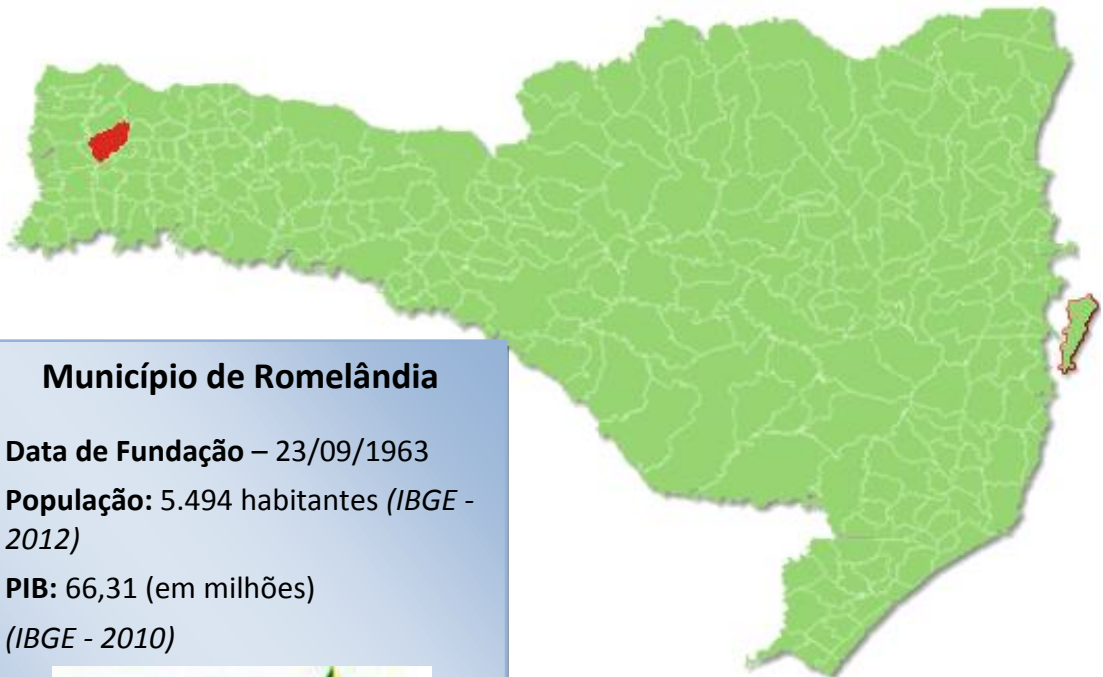 Município de Romelândia
Data de Fundação – 23/09/1963
População: 5.494 habitantes (IBGE -
2012)
PIB: 66,31 (em milhões)
(IBGE - 2010)